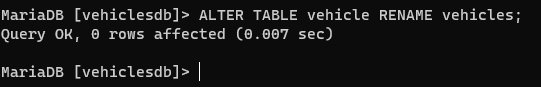 MariaDB [vehiclesdb]> ALTER TABLE vehicle RENAME vehicles;
Query OK, 0 rows affected (0.007 sec)
MariaDB [vehiclesdb]>